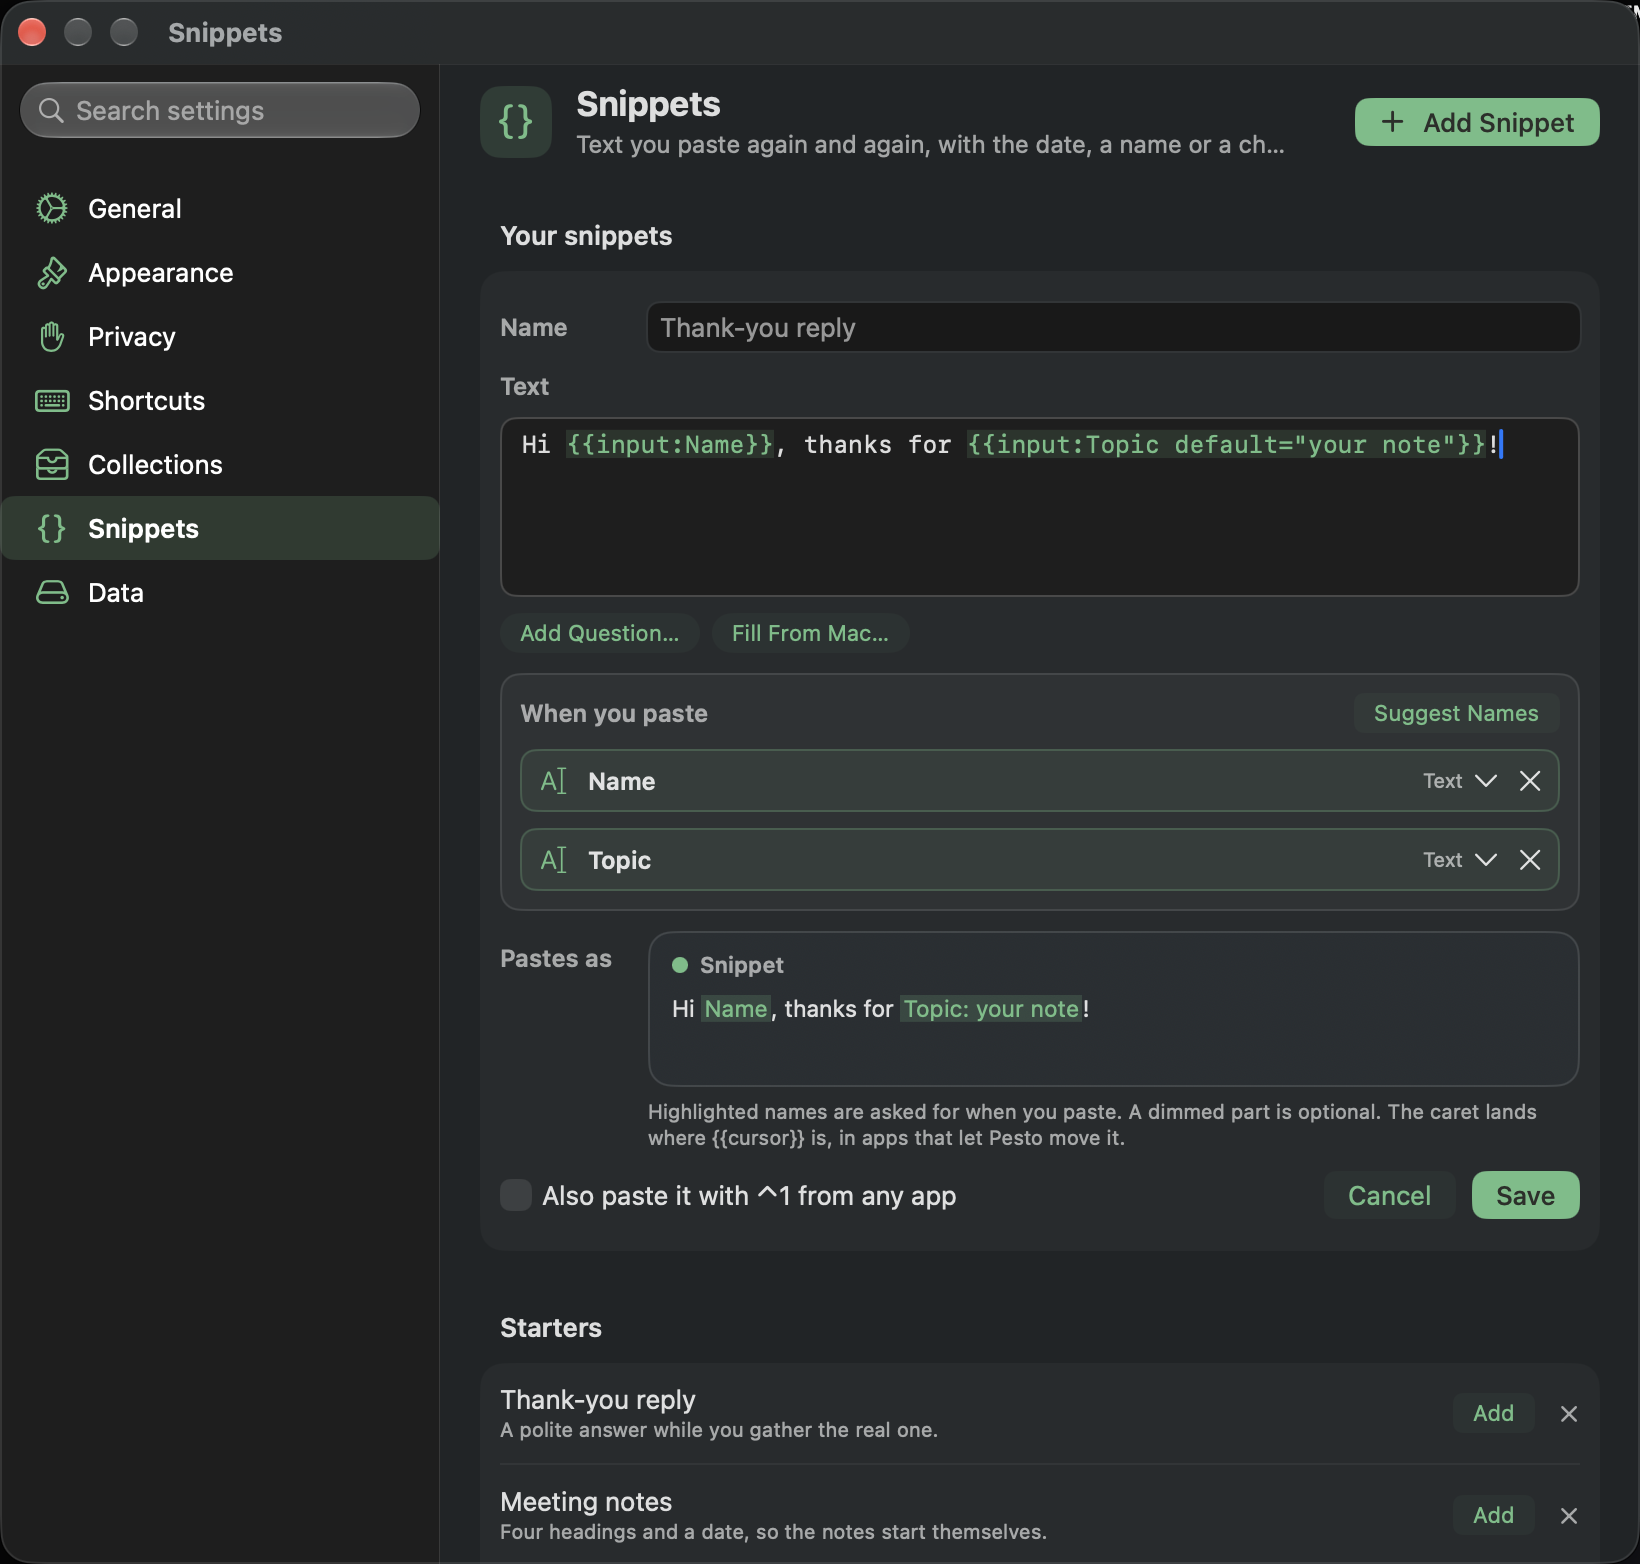 Snippets
Search settings
General
Appearance
Privacy
Shortcuts
Collections
Snippets
Data
Snippets
Text you paste again and again, with the date, a name or a ch...
Add Snippet
Your snippets
Name
Thank-you reply
Text
Hi {{input:Name}}, thanks for {{input:Topic default="your note"}}!
Add Question...
Fill From Mac...
When you paste
Suggest Names
Name
Text
Topic
Text
Pastes as
Snippet
Hi Name, thanks for Topic: your note!
Highlighted names are asked for when you paste. A dimmed part is optional. The caret lands
where {{cursor}} is, in apps that let Pesto move it.
Also paste it with ^1 from any app
Cancel
Save
Starters
Thank-you reply
A polite answer while you gather the real one.
Add
Meeting notes
Four headings and a date, so the notes start themselves.
Add